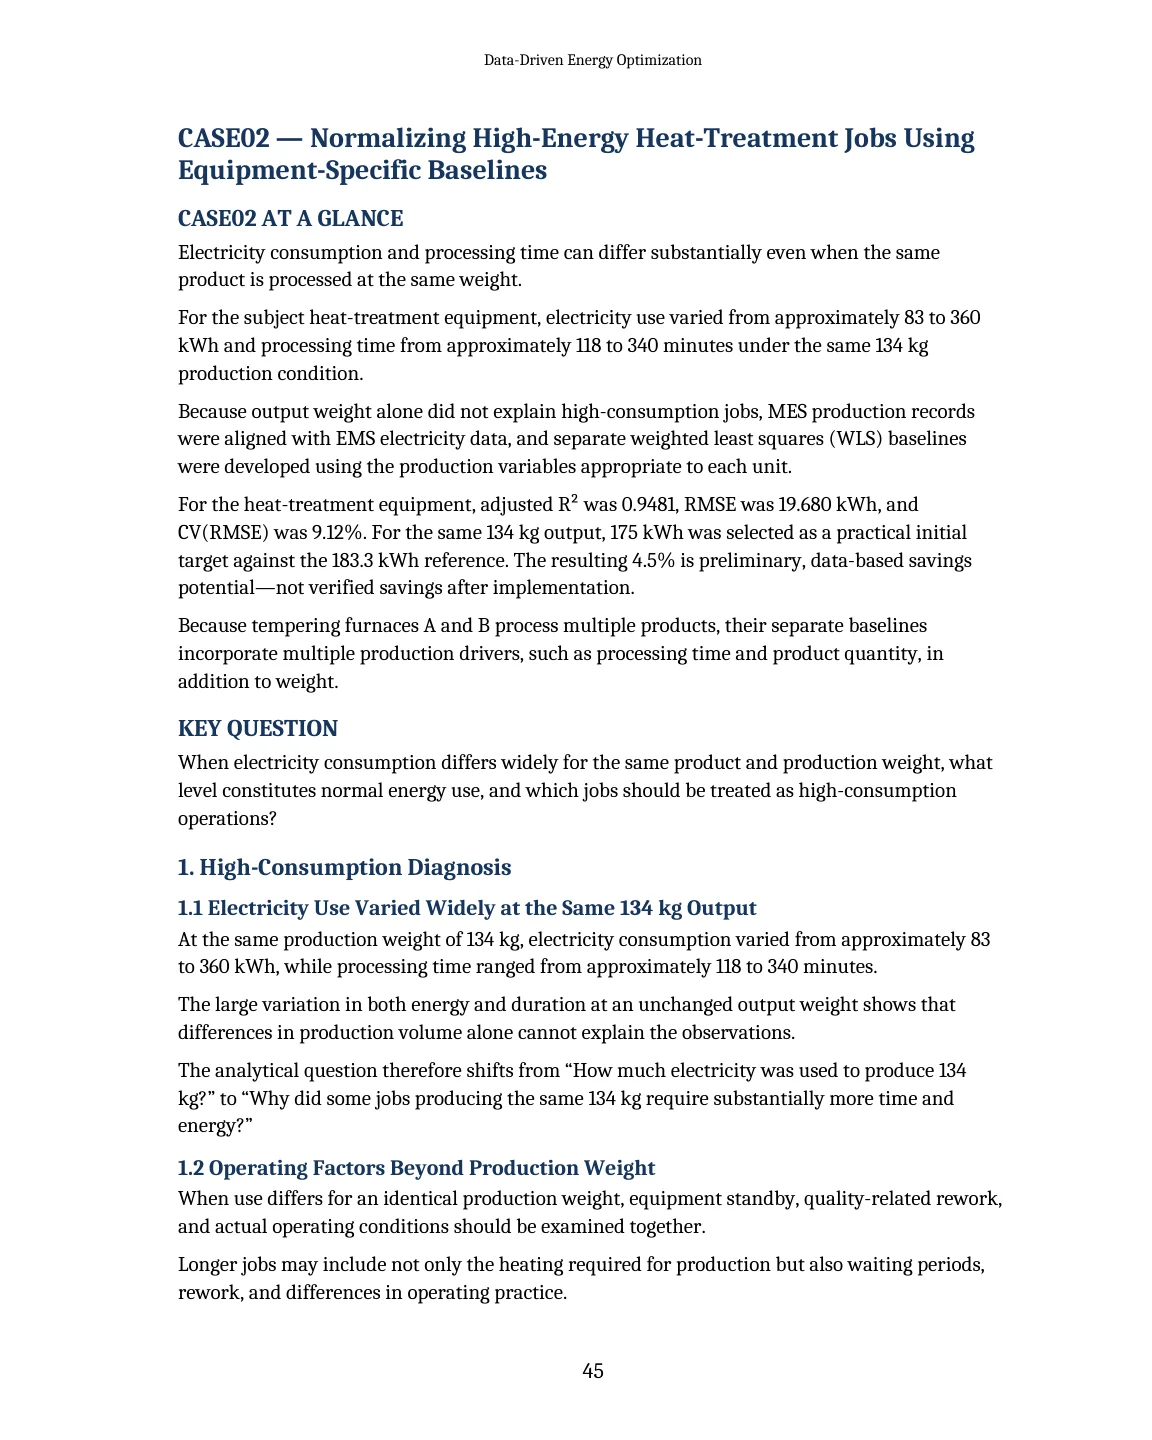 Data-Driven Energy Optimization
CASE02 — Normalizing High-Energy Heat-Treatment Jobs Using
Equipment-Specific Baselines
CASE02 AT A GLANCE
Electricity consumption and processing time can differ substantially even when the same
product is processed at the same weight.
For the subject heat-treatment equipment, electricity use varied from approximately 83 to 360
kWh and processing time from approximately 118 to 340 minutes under the same 134 kg
production condition.
Because output weight alone did not explain high-consumption jobs, MES production records
were aligned with EMS electricity data, and separate weighted least squares (WLS) baselines
were developed using the production variables appropriate to each unit.
For the heat-treatment equipment, adjusted R² was 0.9481, RMSE was 19.680 kWh, and
CV(RMSE) was 9.12%. For the same 134 kg output, 175 kWh was selected as a practical initial
target against the 183.3 kWh reference. The resulting 4.5% is preliminary, data-based savings
potential—not verified savings after implementation.
Because tempering furnaces A and B process multiple products, their separate baselines
incorporate multiple production drivers, such as processing time and product quantity, in
addition to weight.
KEY QUESTION
When electricity consumption differs widely for the same product and production weight, what
level constitutes normal energy use, and which jobs should be treated as high-consumption
operations?
1. High-Consumption Diagnosis
1.1 Electricity Use Varied Widely at the Same 134 kg Output
At the same production weight of 134 kg, electricity consumption varied from approximately 83
to 360 kWh, while processing time ranged from approximately 118 to 340 minutes.
The large variation in both energy and duration at an unchanged output weight shows that
differences in production volume alone cannot explain the observations.
The analytical question therefore shifts from “How much electricity was used to produce 134
kg?” to “Why did some jobs producing the same 134 kg require substantially more time and
energy?”
1.2 Operating Factors Beyond Production Weight
When use differs for an identical production weight, equipment standby, quality-related rework,
and actual operating conditions should be examined together.
Longer jobs may include not only the heating required for production but also waiting periods,
rework, and differences in operating practice.
45